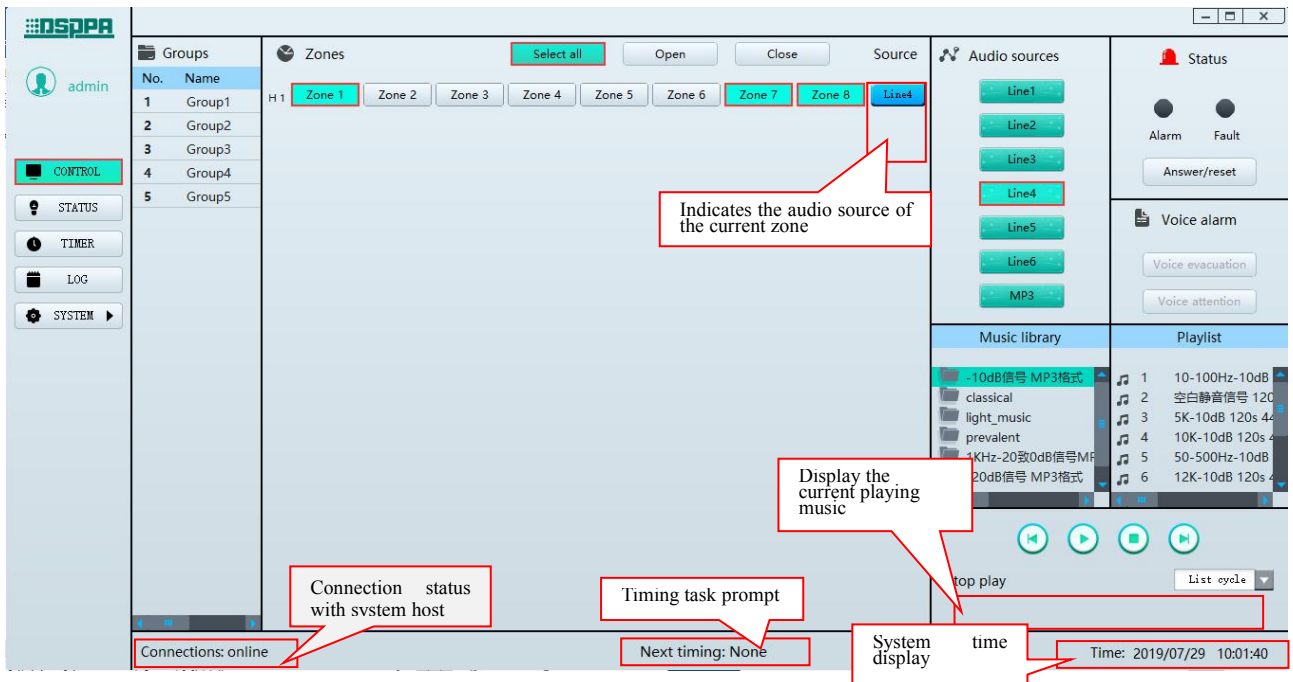 DSPPA
admin
CONTROL
STATUS
TIMER
LOG
SYSTEM
Groups
No. Name
1 Group1
2 Group2
3 Group3
4 Group4
5 Group5
Zones
Select all Open Close Source
H 1 Zone 1 Zone 2 Zone 3 Zone 4 Zone 5 Zone 6 Zone 7 Zone 8 Line4
Indicates the audio source of
the current zone
Audio sources
Line1
Line2
Line3
Line4
Line5
Line6
MP3
Status
Alarm Fault
Answer/reset
Voice alarm
Voice evacuation
Voice attention
Music library
-10dB信号 MP3格式
classical
light_music
prevalent
1KHz-20致0dB信号MP
20dB信号 MP3格式
Playlist
1 10-100Hz-10dB
2 空白静音信号 120
3 5K-10dB 120s 44
4 10K-10dB 120s 4
5 50-500Hz-10dB
6 12K-10dB 120s 4
Display the
current playing
music
top play List cycle
Connection status
with system host
Timing task prompt
System time
display
Connections: online
Next timing: None
Time: 2019/07/29 10:01:40